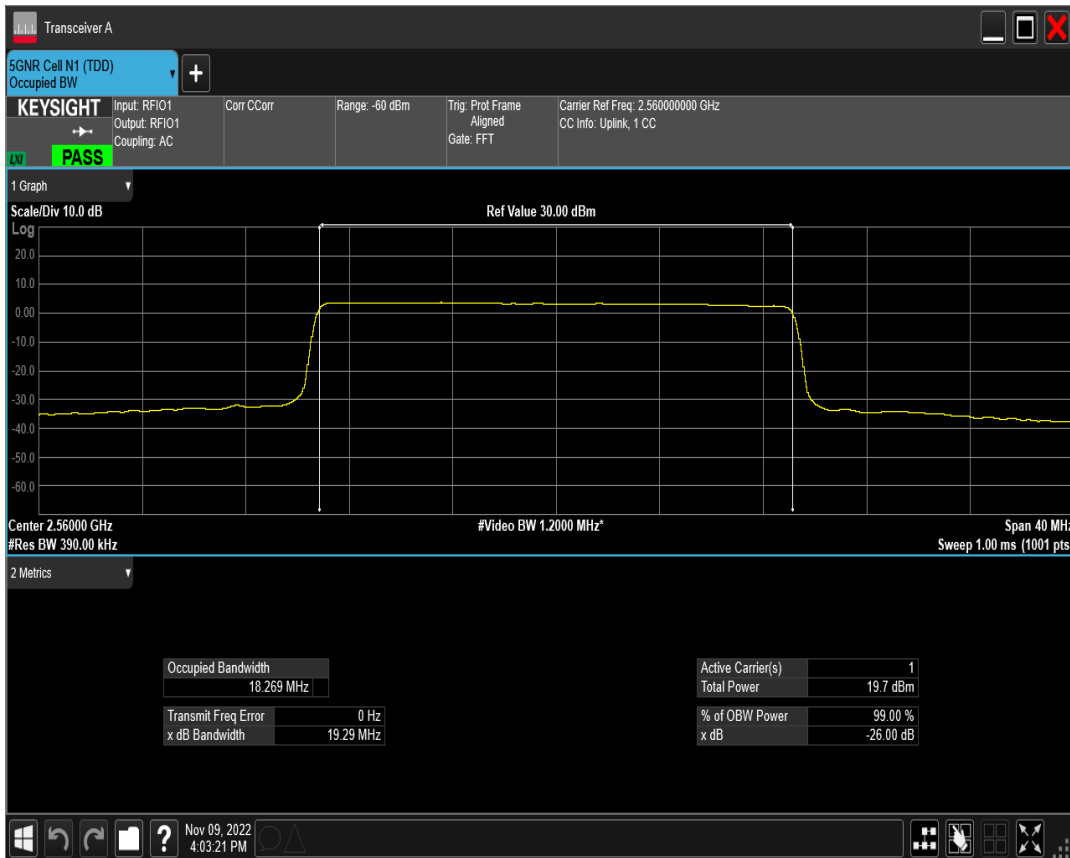 Transceiver A
5GNR Cell N1 (TDD)
Occupied BW
+
KEYSIGHT
LXI
PASS
Input: RFIO1
Output: RFIO1
Coupling: AC
Corr CCorr
Range: -60 dBm
Trig: Prot Frame
Aligned
Gate: FFT
Carrier Ref Freq: 2.560000000 GHz
CC Info: Uplink, 1 CC
1 Graph
Scale/Div 10.0 dB
Ref Value 30.00 dBm
Log
20.0
10.0
0.00
-10.0
-20.0
-30.0
-40.0
-50.0
-60.0
Center 2.56000 GHz
#Video BW 1.2000 MHz*
Span 40 MHz
#Res BW 390.00 kHz
Sweep 1.00 ms (1001 pts
2 Metrics
Occupied Bandwidth
18.269 MHz
Transmit Freq Error 0 Hz
x dB Bandwidth 19.29 MHz
Active Carrier(s) 1
Total Power 19.7 dBm
% of OBW Power 99.00 %
x dB -26.00 dB
?
Nov 09, 2022
4:03:21 PM